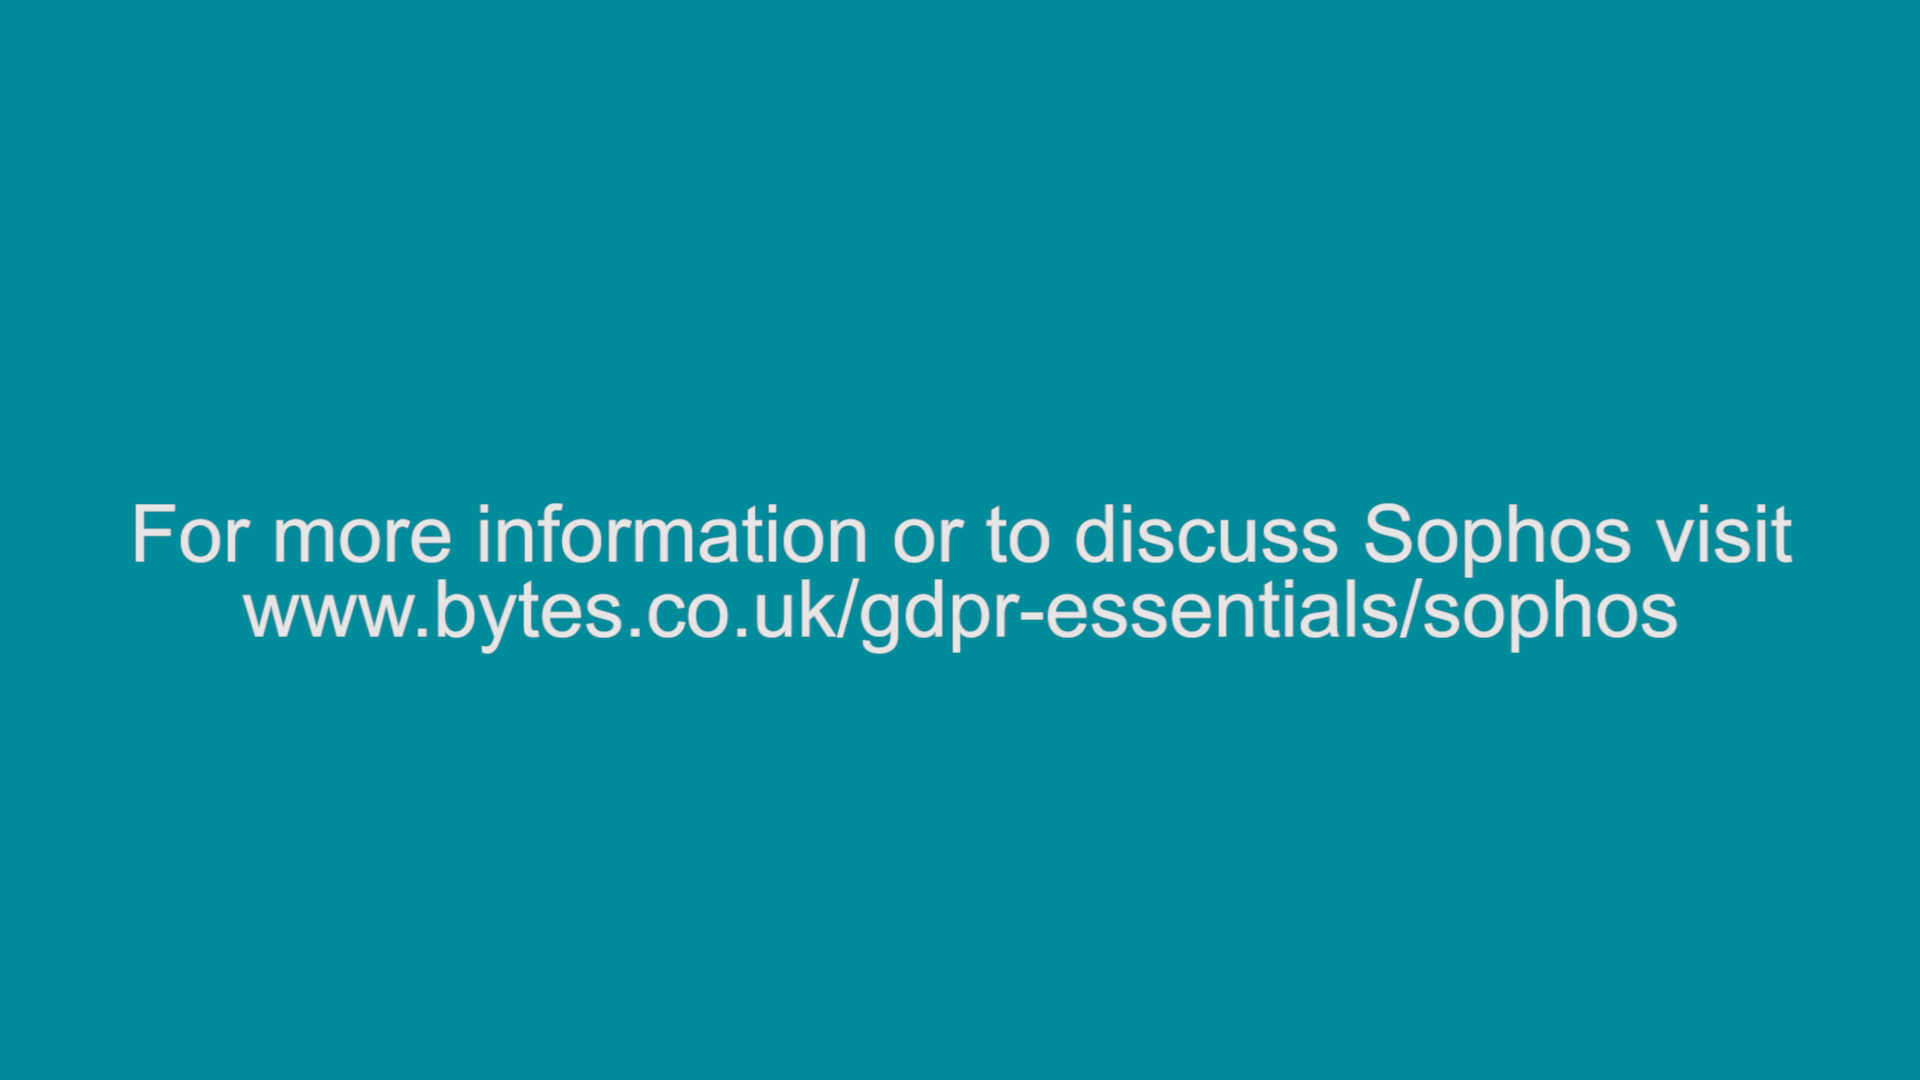 For more information or to discuss Sophos visit
www.bytes.co.uk/gdpr-essentials/sophos